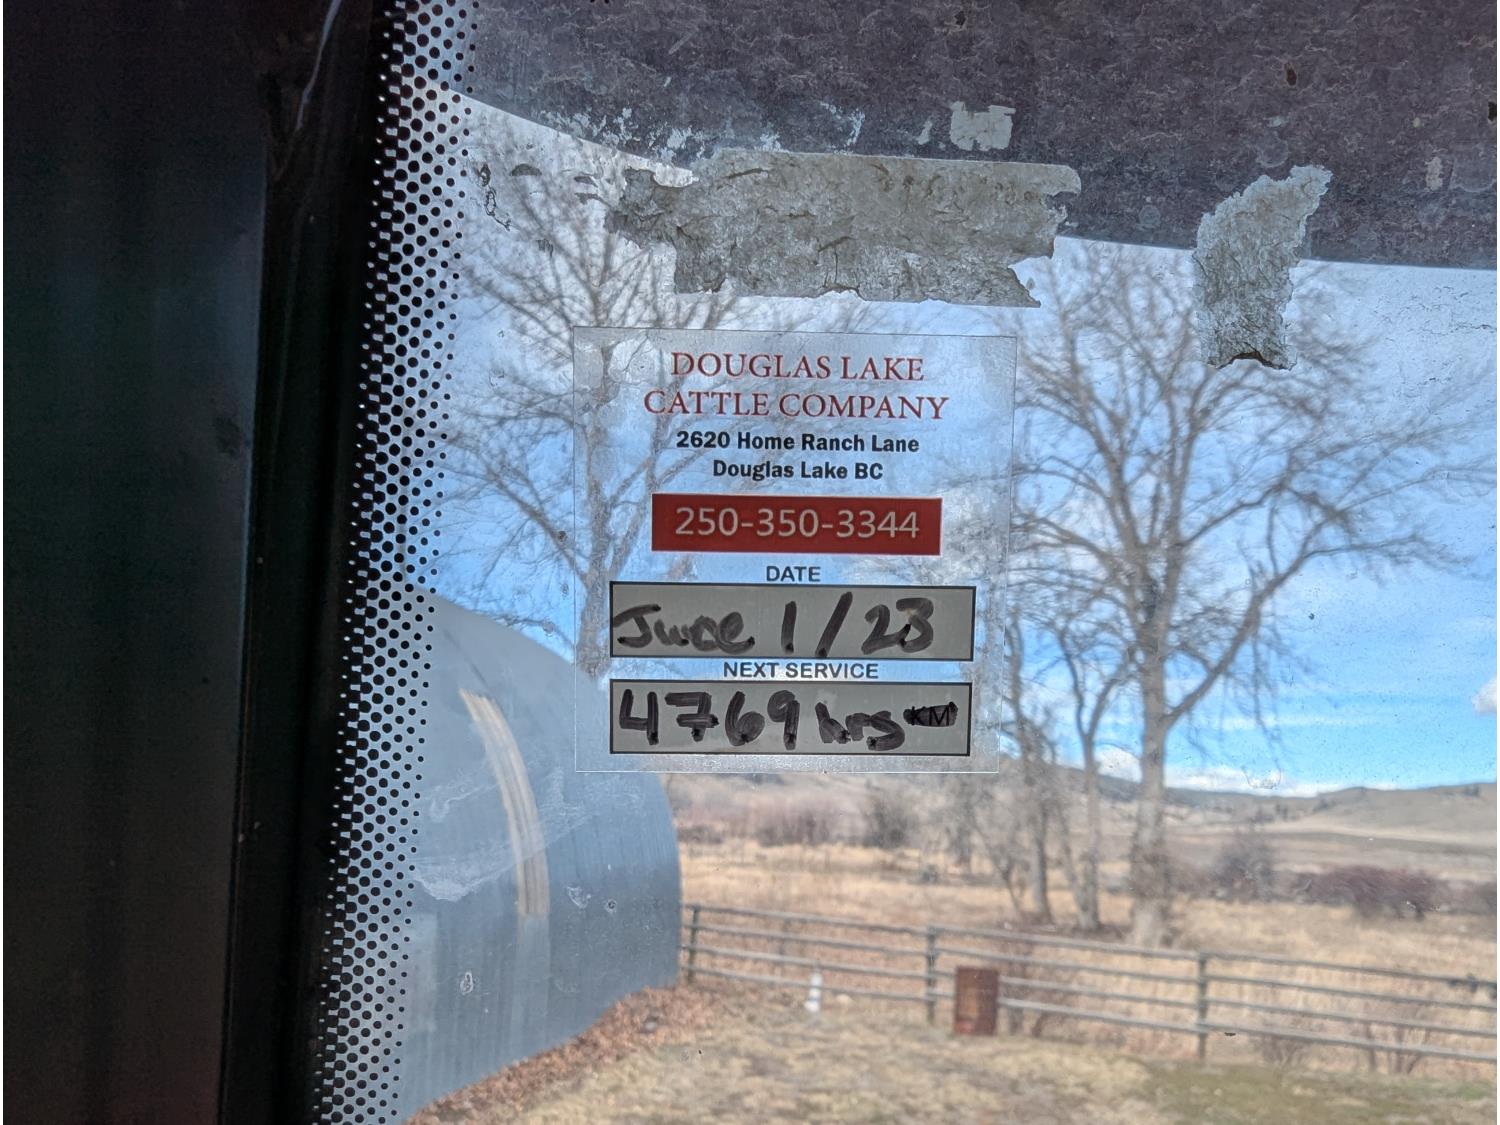 DOUGLAS LAKE
CATTLE COMPANY
2620 Home Ranch Lane
Douglas Lake BC
250-350-3344
DATE
June 1/23
NEXT SERVICE
4769 hrs KM